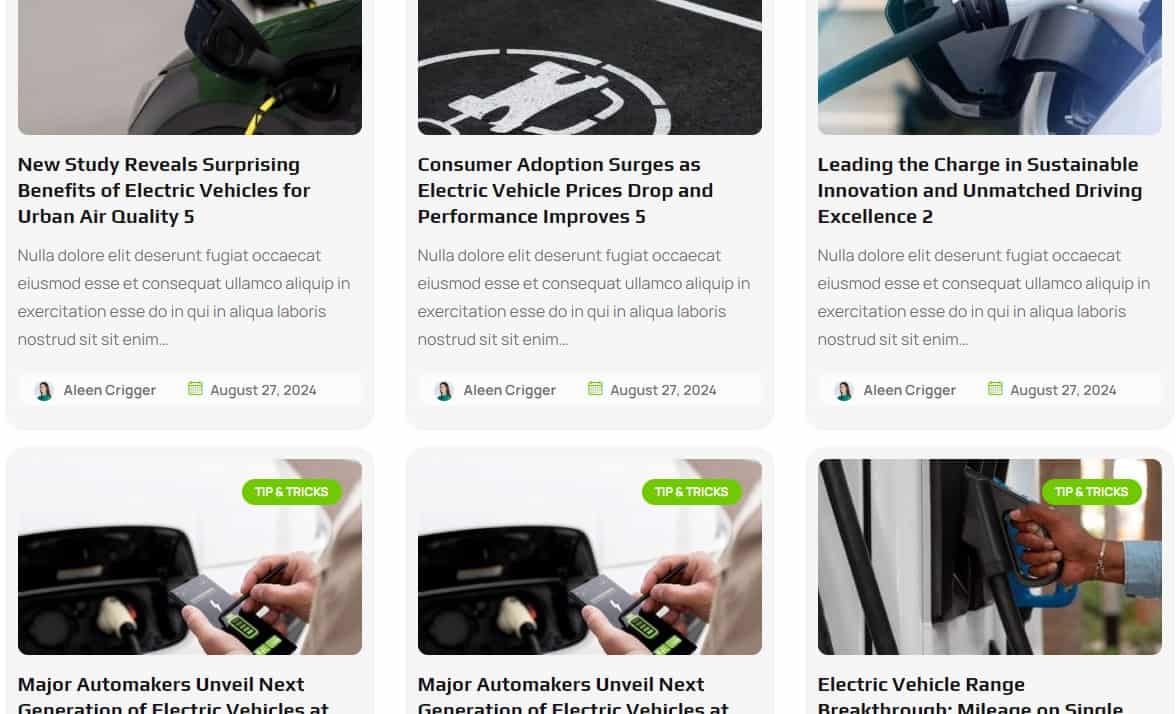 New Study Reveals Surprising
Benefits of Electric Vehicles for
Urban Air Quality 5
Nulla dolore elit deserunt fugiat occaecat
eiusmod esse et consequat ullamco aliquip in
exercitation esse do in qui in aliqua laboris
nostrud sit sit enim...
Aleen Crigger August 27, 2024
Consumer Adoption Surges as
Electric Vehicle Prices Drop and
Performance Improves 5
Nulla dolore elit deserunt fugiat occaecat
eiusmod esse et consequat ullamco aliquip in
exercitation esse do in qui in aliqua laboris
nostrud sit sit enim...
Aleen Crigger August 27, 2024
Leading the Charge in Sustainable
Innovation and Unmatched Driving
Excellence 2
Nulla dolore elit deserunt fugiat occaecat
eiusmod esse et consequat ullamco aliquip in
exercitation esse do in qui in aliqua laboris
nostrud sit sit enim...
Aleen Crigger August 27, 2024
TIP & TRICKS
Major Automakers Unveil Next
Generation of Electric Vehicles at
TIP & TRICKS
Major Automakers Unveil Next
Generation of Electric Vehicles at
TIP & TRICKS
Electric Vehicle Range
Breakthrough: Mileage on Single